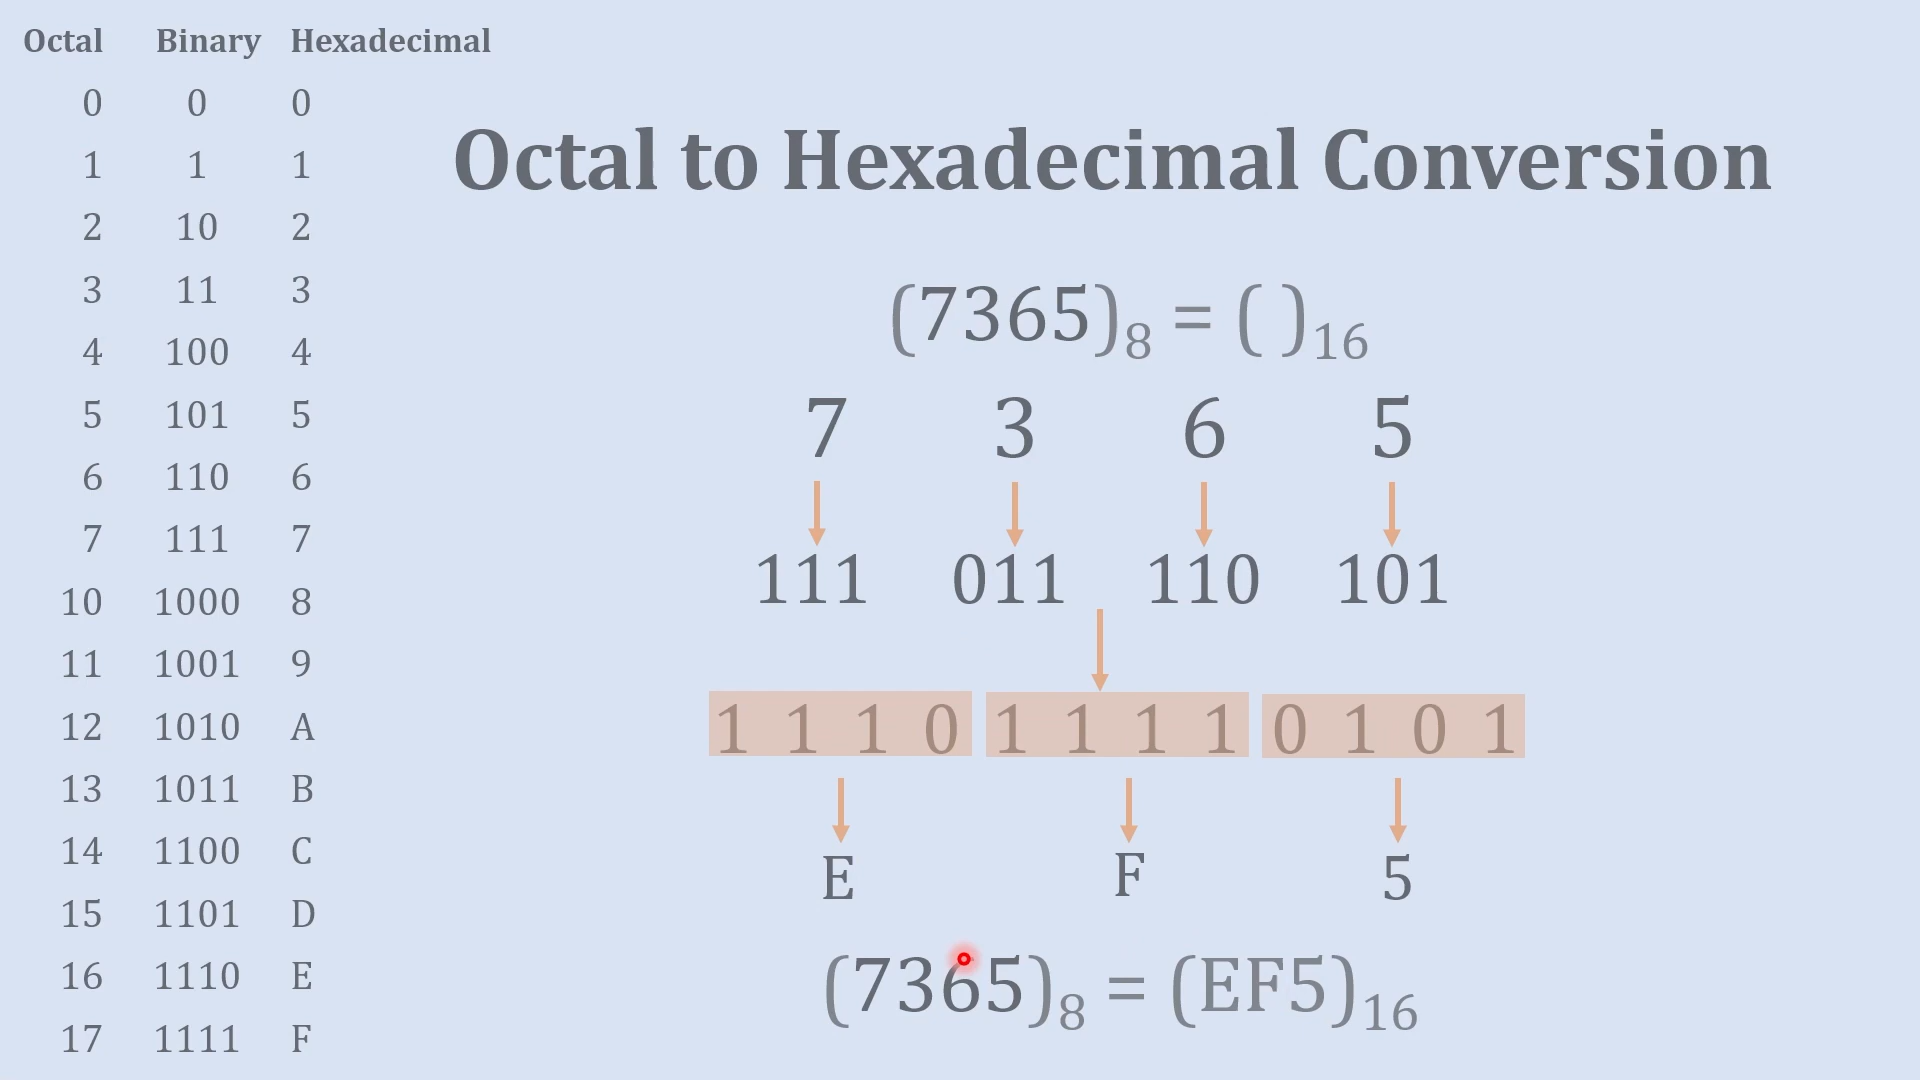 Octal Binary Hexadecimal
0 0 0
1 1 1
2 10 2
3 11 3
4 100 4
5 101 5
6 110 6
7 111 7
10 1000 8
11 1001 9
12 1010 A
13 1011 B
14 1100 C
15 1101 D
16 1110 E
17 1111 F
Octal to Hexadecimal Conversion
(7365)8 = ( )16
7 3 6 5
111 011 110 101
1 1 1 0 1 1 1 1 0 1 0 1
E F 5
(7365)8 = (EF5)16